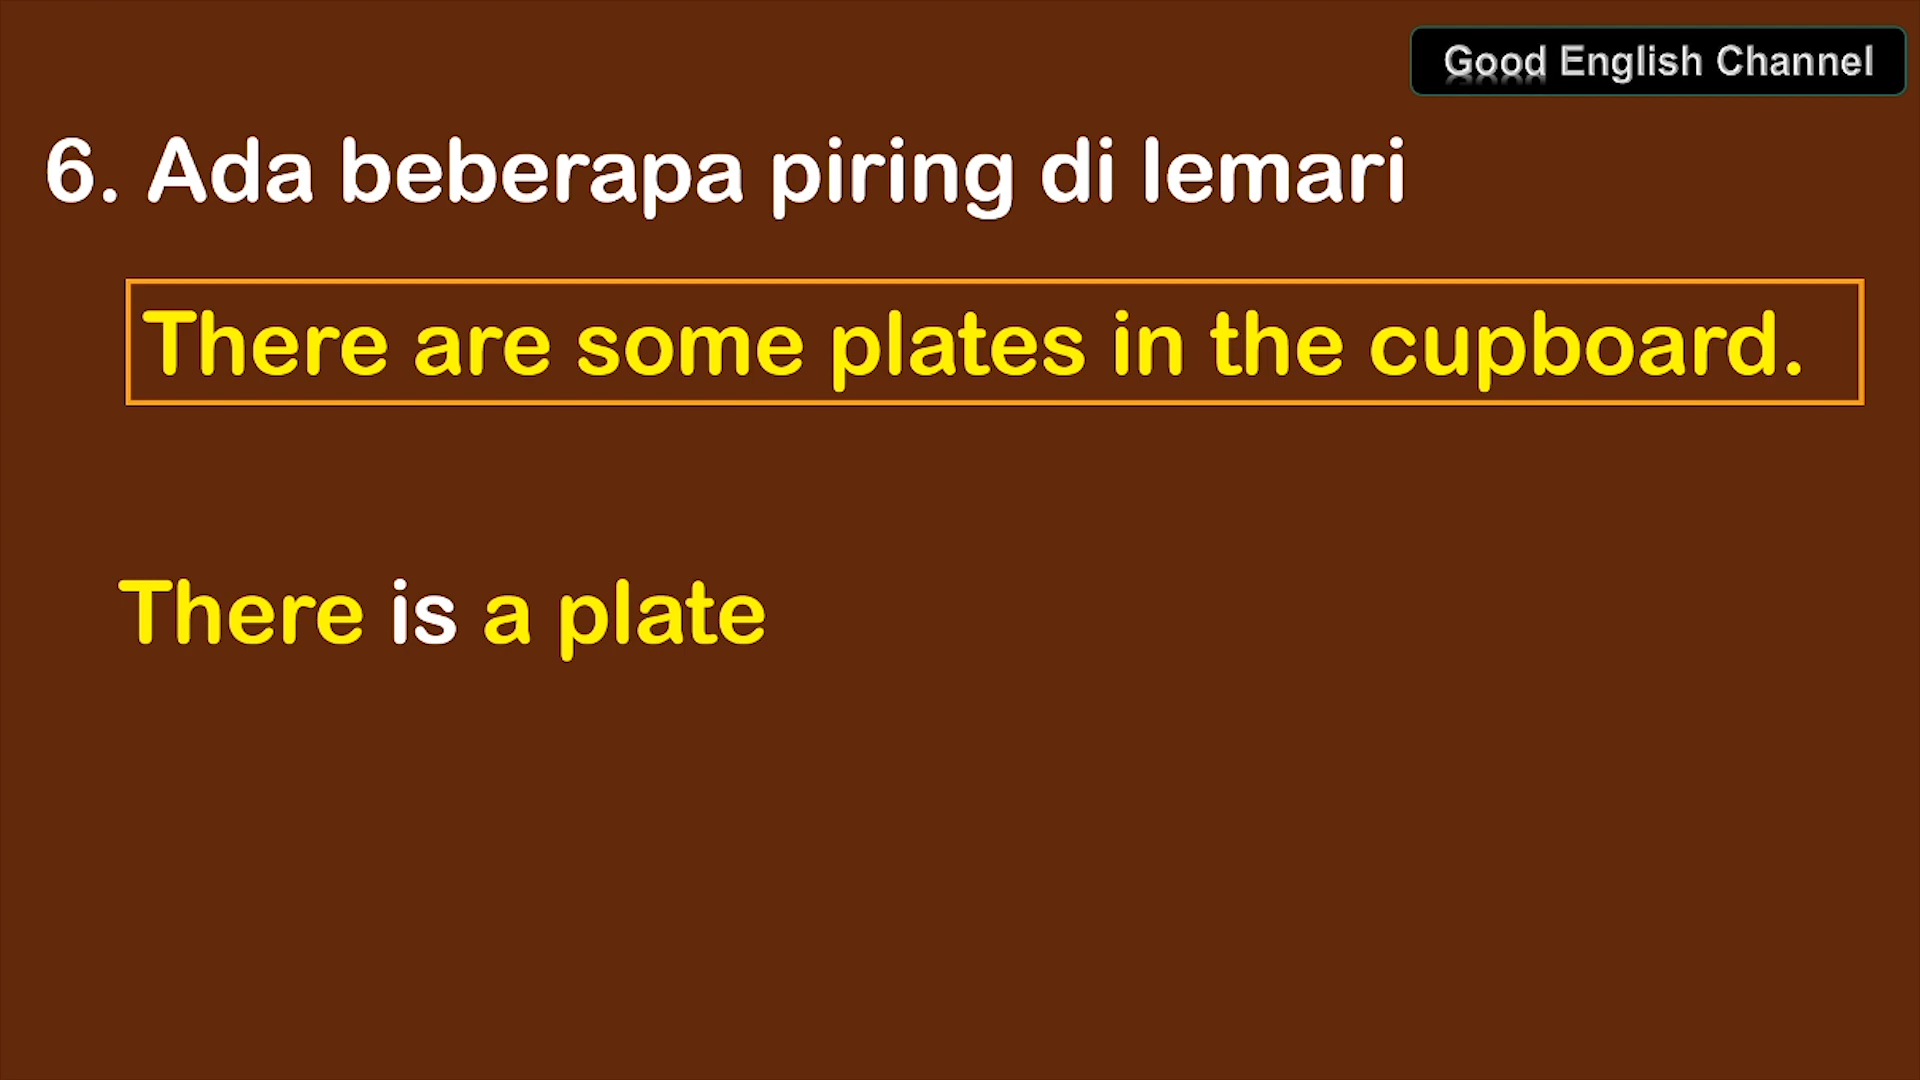 Good English Channel
6. Ada beberapa piring di lemari
There are some plates in the cupboard.
There is a plate